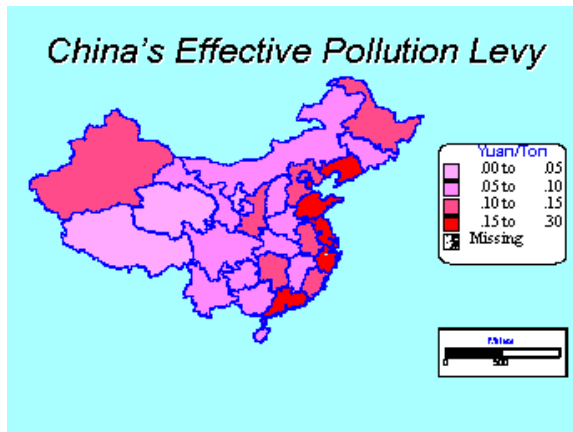 China's Effective Pollution Levy
Yuan/Ton
.00 to .05
.05 to .10
.10 to .15
.15 to .30
Missing
Miles
0 500